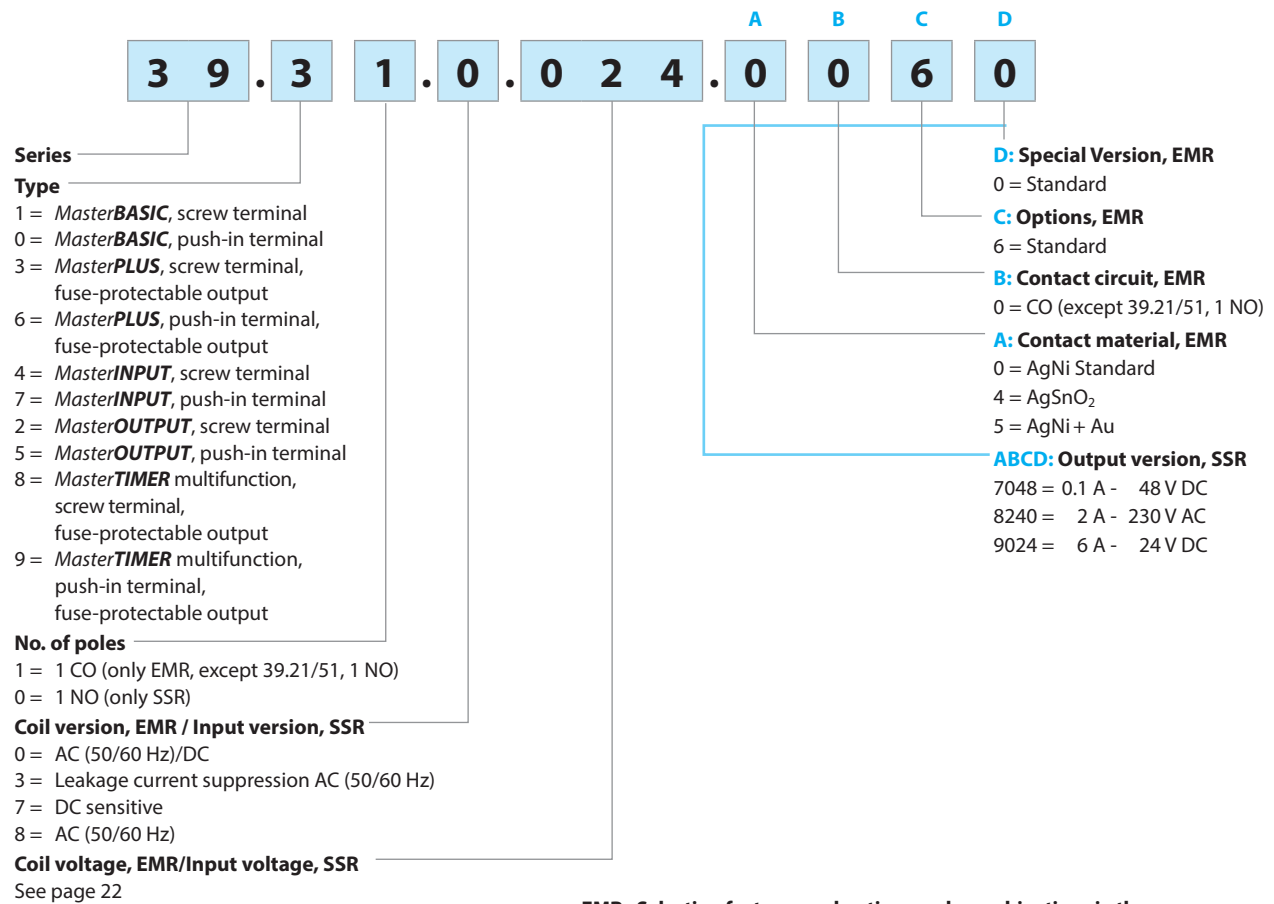 A B C D
3 9 . 3 1 . 0 . 0 2 4 . 0 0 6 0
Series
Type
1 = MasterBASIC, screw terminal
0 = MasterBASIC, push-in terminal
3 = MasterPLUS, screw terminal,
fuse-protectable output
6 = MasterPLUS, push-in terminal,
fuse-protectable output
4 = MasterINPUT, screw terminal
7 = MasterINPUT, push-in terminal
2 = MasterOUTPUT, screw terminal
5 = MasterOUTPUT, push-in terminal
8 = MasterTIMER multifunction,
screw terminal,
fuse-protectable output
9 = MasterTIMER multifunction,
push-in terminal,
fuse-protectable output
No. of poles
1 = 1 CO (only EMR, except 39.21/51, 1 NO)
0 = 1 NO (only SSR)
Coil version, EMR / Input version, SSR
0 = AC (50/60 Hz)/DC
3 = Leakage current suppression AC (50/60 Hz)
7 = DC sensitive
8 = AC (50/60 Hz)
Coil voltage, EMR/Input voltage, SSR
See page 22
D: Special Version, EMR
0 = Standard
C: Options, EMR
6 = Standard
B: Contact circuit, EMR
0 = CO (except 39.21/51, 1 NO)
A: Contact material, EMR
0 = AgNi Standard
4 = AgSnO₂
5 = AgNi + Au
ABCD: Output version, SSR
7048 = 0.1 A - 48 V DC
8240 = 2 A - 230 V AC
9024 = 6 A - 24 V DC